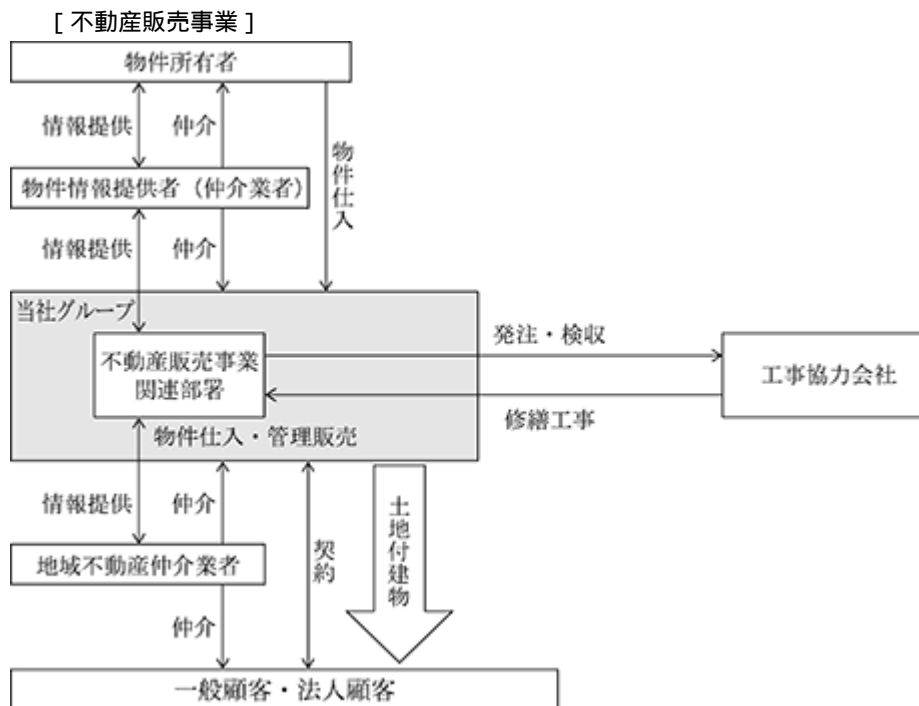 [ 不動産販売事業 ]
物件所有者
情報提供
仲介
物件仕入
物件情報提供者（仲介業者）
情報提供
仲介
当社グループ
不動産販売事業
関連部署
発注・検収
工事協力会社
修繕工事
物件仕入・管理販売
情報提供
仲介
契約
土地付建物
地域不動産仲介業者
仲介
一般顧客・法人顧客